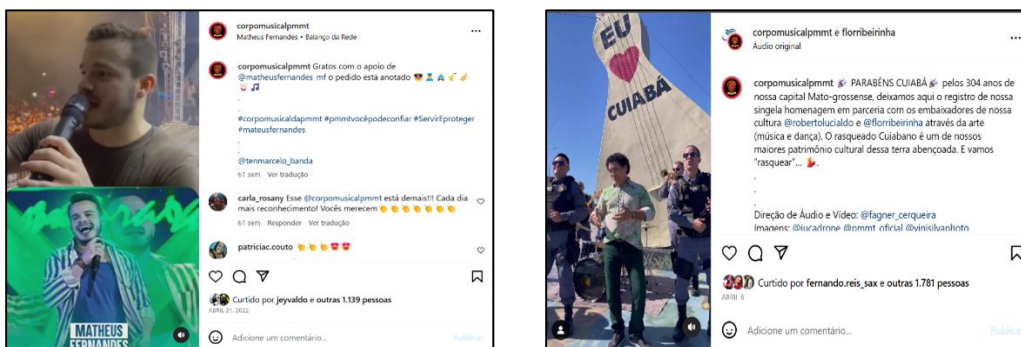 corpomusicalpmmt
Matheus Fernandes • Balanço da Rede
corpomusicalpmmt Gratos com o apoio de
@matheusfernandes_mf o pedido está anotado
.
.
#corpomusicaldapmmt #pmmtvocêpodeconfiar #ServirEproteger
#mateusfernandes
.
.
@tenmarcelo_banda
61 sem Ver tradução
carla_rosany Esse @corpomusicalpmmt está demais!!! Cada dia
mais reconhecimento! Vocês merecem
61 sem Responder Ver tradução
patriciac.couto
Curtido por jeyvaldo e outras 1.139 pessoas
ABRIL 21, 2022
Adicione um comentário...
Publicar
MATHEUS
FERNANDES
EU
CUIABÁ
corpomusicalpmmt e florribeirinha
Áudio original
corpomusicalpmmt 🎉 PARABÉNS CUIABÁ 🎉 pelos 304 anos de
nossa capital Mato-grossense, deixamos aqui o registro de nossa
singela homenagem em parceria com os embaixadores de nossa
cultura @robertolucialdo e @florribeirinha através da arte
(música e dança). O rasqueado Cuiabano é um de nossos
maiores patrimônio cultural dessa terra abençoada. E vamos
"rasquear"... 💃.
.
.
Direção de Áudio e Vídeo: @fagner_cerqueira
Imagens: @jucadrone @pmmt_oficial @vinisilvaphoto
Curtido por fernando.reis_sax e outras 1.781 pessoas
ABRIL 8
Adicione um comentário...
Publicar